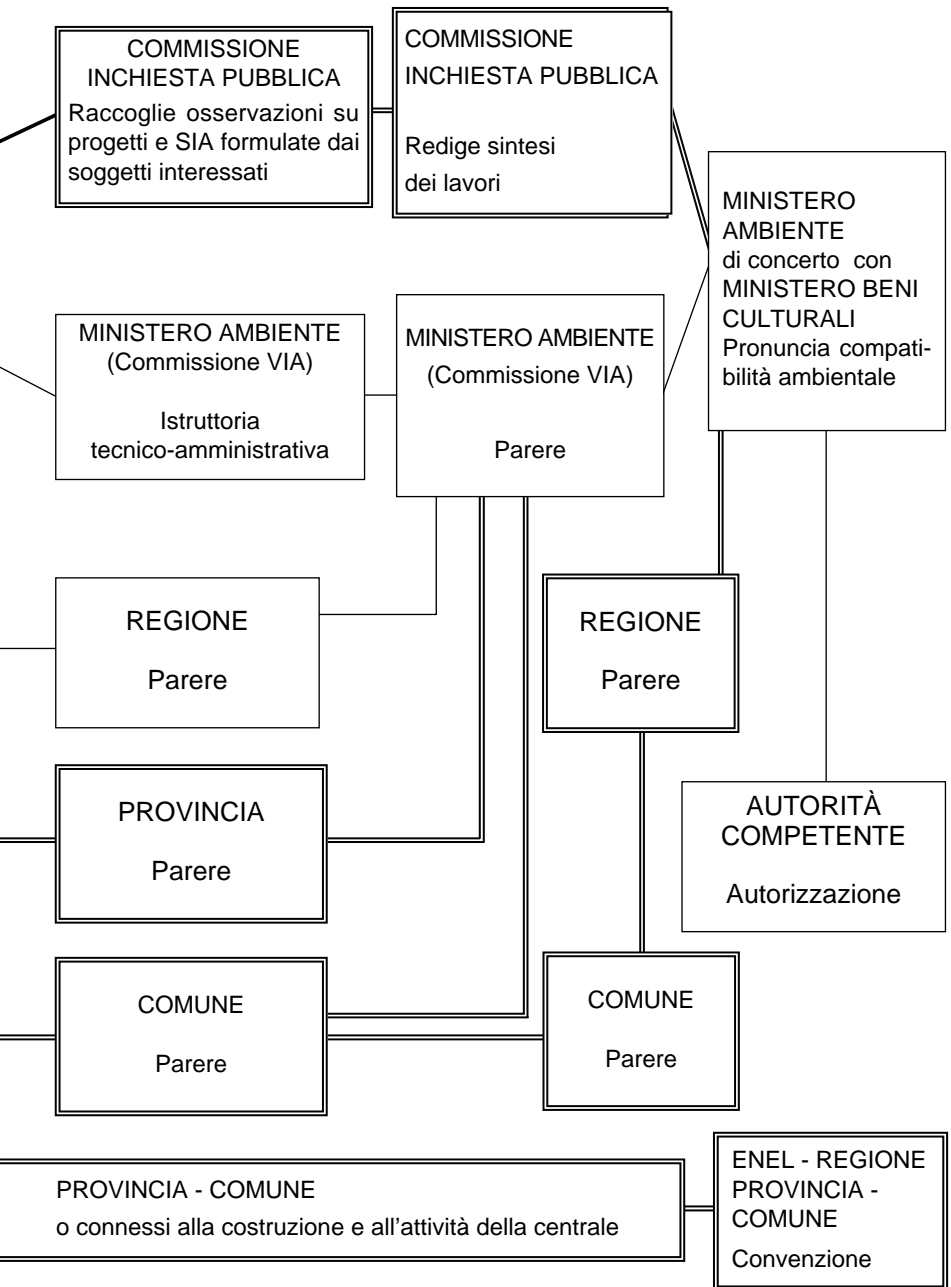 COMMISSIONE
INCHIESTA PUBBLICA
Raccoglie osservazioni su
progetti e SIA formulate dai
soggetti interessati
COMMISSIONE
INCHIESTA PUBBLICA
Redige sintesi
dei lavori
MINISTERO
AMBIENTE
di concerto con
MINISTERO BENI
CULTURALI
Pronuncia compati-
bilità ambientale
MINISTERO AMBIENTE
(Commissione VIA)
Istruttoria
tecnico-amministrativa
MINISTERO AMBIENTE
(Commissione VIA)
Parere
REGIONE
Parere
REGIONE
Parere
PROVINCIA
Parere
AUTORITÀ
COMPETENTE
Autorizzazione
COMUNE
Parere
COMUNE
Parere
PROVINCIA - COMUNE
o connessi alla costruzione e all'attività della centrale
ENEL - REGIONE
PROVINCIA -
COMUNE
Convenzione